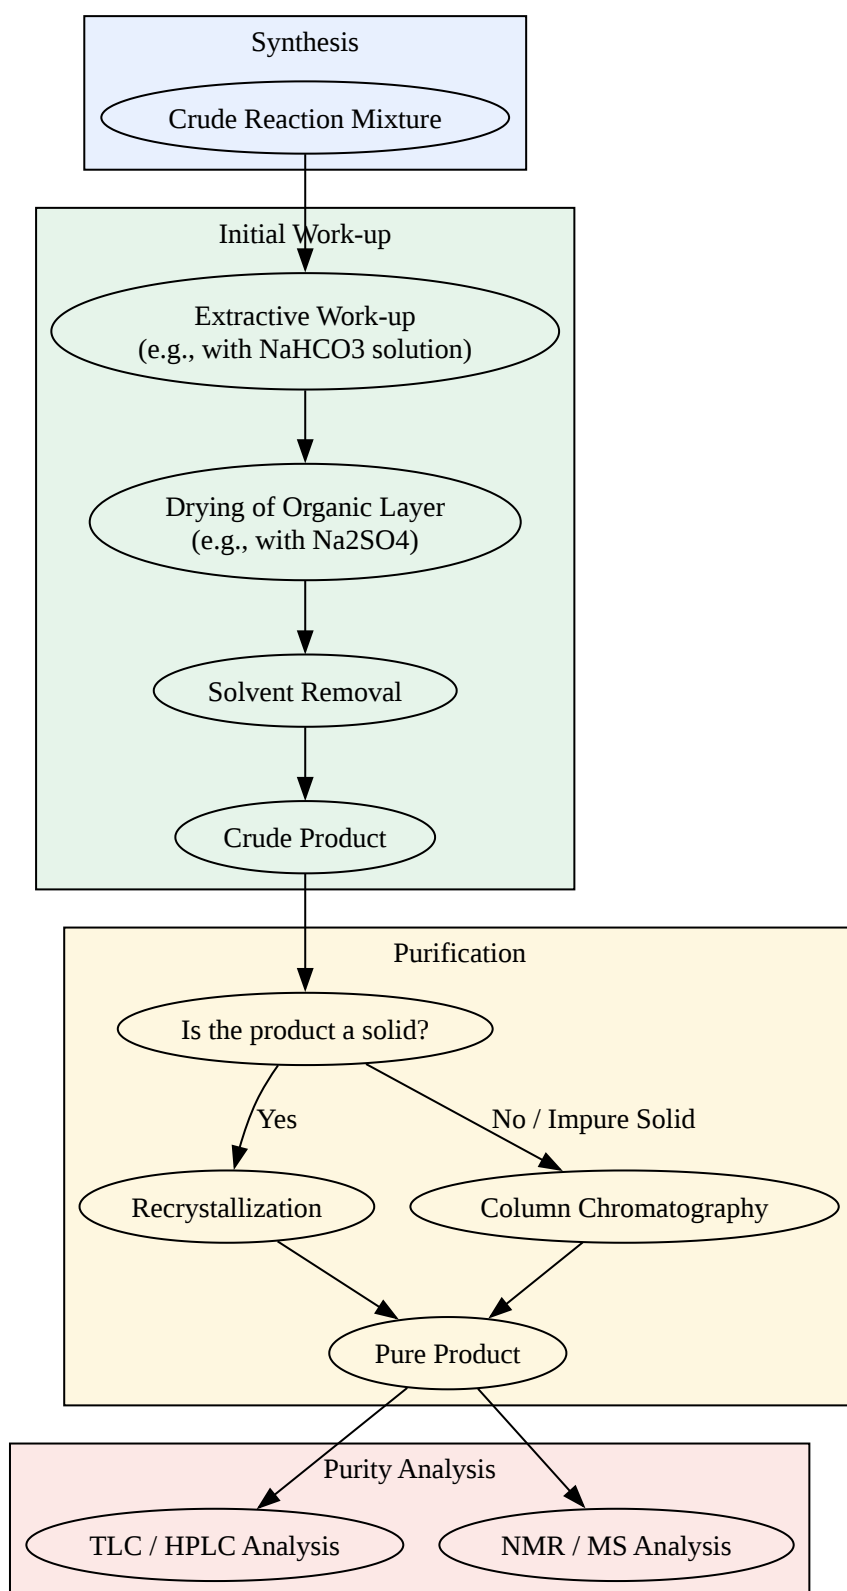 Synthesis
Crude Reaction Mixture
Initial Work-up
Extractive Work-up
(e.g., with NaHCO3 solution)
Drying of Organic Layer
(e.g., with Na2SO4)
Solvent Removal
Crude Product
Purification
Is the product a solid?
Yes
No / Impure Solid
Recrystallization
Column Chromatography
Pure Product
Purity Analysis
TLC / HPLC Analysis
NMR / MS Analysis